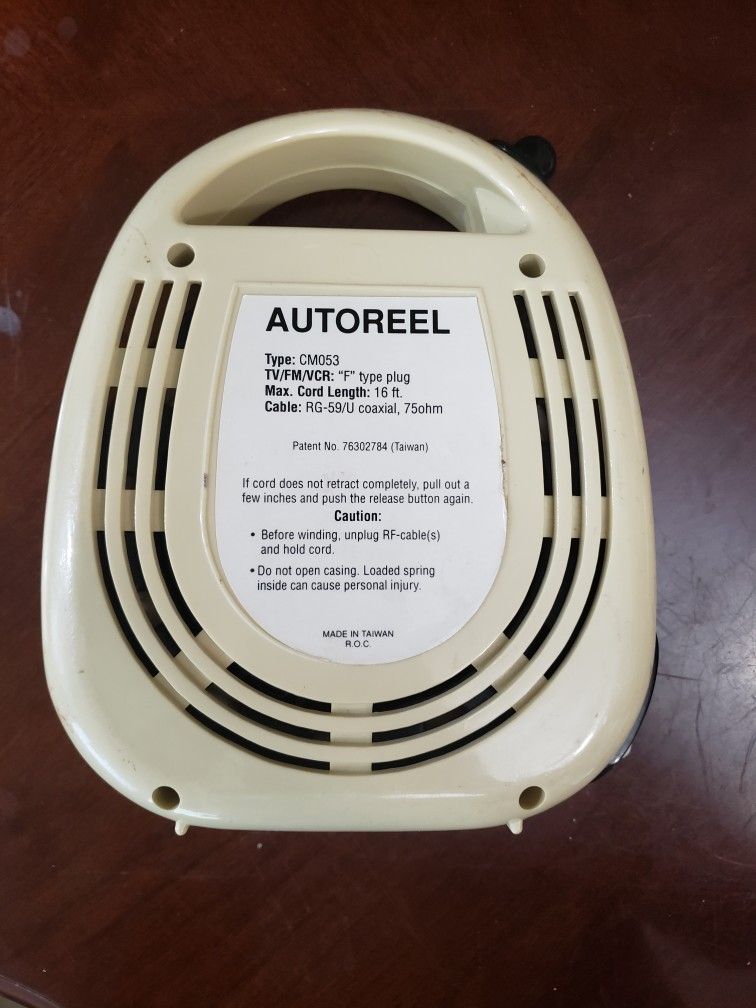 AUTOREEL
Type: CM053
TV/FM/VCR: “F” type plug
Max. Cord Length: 16 ft.
Cable: RG-59/U coaxial, 75ohm
Patent No. 76302784 (Taiwan)
If cord does not retract completely, pull out a
few inches and push the release button again.
Caution:
• Before winding, unplug RF-cable(s)
and hold cord.
• Do not open casing. Loaded spring
inside can cause personal injury.
MADE IN TAIWAN
R.O.C.